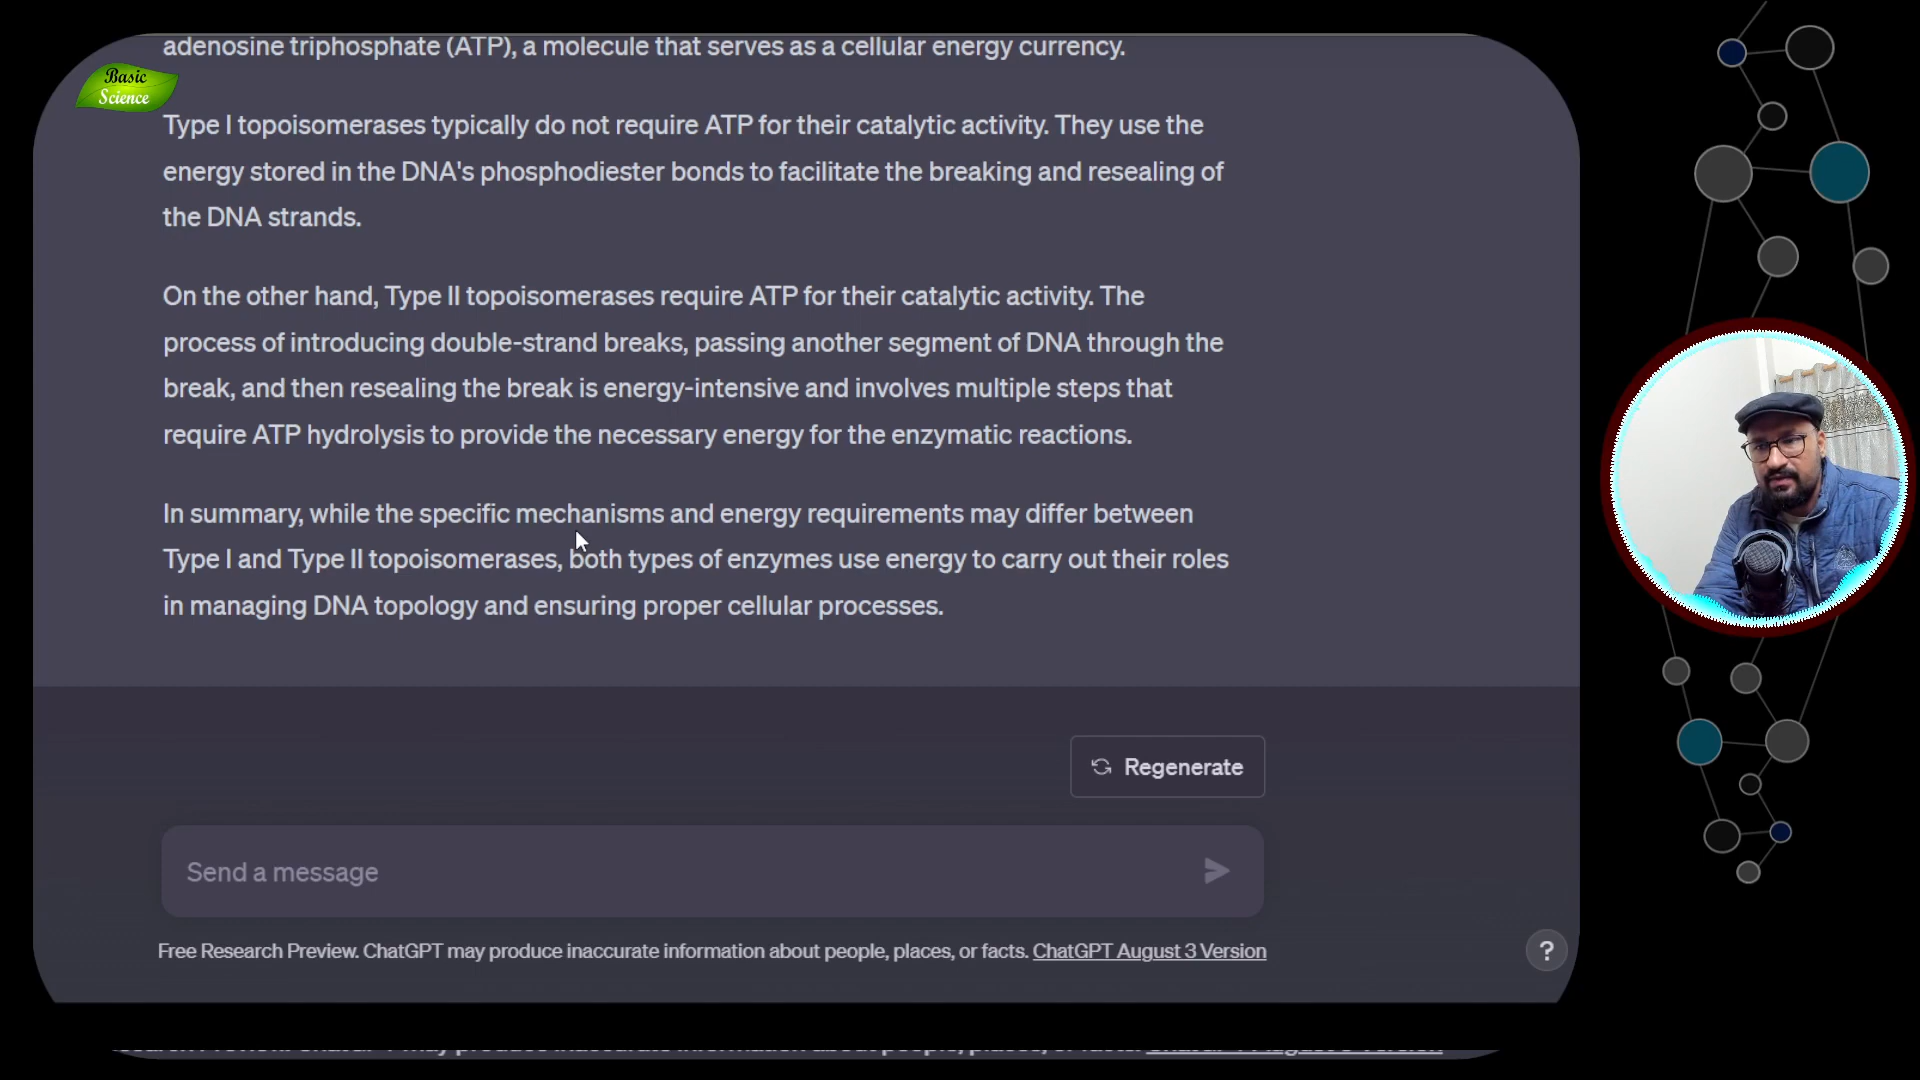 adenosine triphosphate (ATP), a molecule that serves as a cellular energy currency.
Basic
Science
Type I topoisomerases typically do not require ATP for their catalytic activity. They use the
energy stored in the DNA's phosphodiester bonds to facilitate the breaking and resealing of
the DNA strands.
On the other hand, Type II topoisomerases require ATP for their catalytic activity. The
process of introducing double-strand breaks, passing another segment of DNA through the
break, and then resealing the break is energy-intensive and involves multiple steps that
require ATP hydrolysis to provide the necessary energy for the enzymatic reactions.
In summary, while the specific mechanisms and energy requirements may differ between
Type I and Type II topoisomerases, both types of enzymes use energy to carry out their roles
in managing DNA topology and ensuring proper cellular processes.
Regenerate
Send a message
Free Research Preview. ChatGPT may produce inaccurate information about people, places, or facts. ChatGPT August 3 Version
?